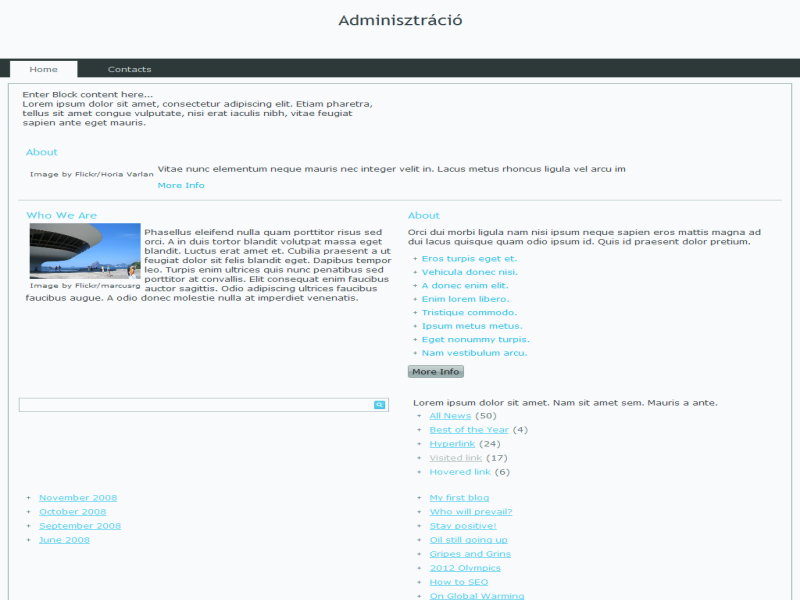 Adminisztráció
Home
Contacts
Enter Block content here...
Lorem ipsum dolor sit amet, consectetur adipiscing elit. Etiam pharetra,
tellus sit amet congue vulputate, nisi erat iaculis nibh, vitae feugiat
sapien ante eget mauris.
About
Image by Flickr/Horia Varlan
Vitae nunc elementum neque mauris nec integer velit in. Lacus metus rhoncus ligula vel arcu im
More Info
Who We Are
Phasellus eleifend nulla quam porttitor risus sed
orci. A in duis tortor blandit volutpat massa eget
blandit. Luctus erat amet et. Cubilia praesent a ut
feugiat dolor sit felis blandit eget. Dapibus tempor
leo. Turpis enim ultrices quis nunc penatibus sed
porttitor at convallis. Elit consequat enim faucibus
Image by Flickr/marcusrg
auctor sagittis. Odio adipiscing ultrices faucibus
faucibus augue. A odio donec molestie nulla at imperdiet venenatis.
About
Orci dui morbi ligula nam nisi ipsum neque sapien eros mattis magna ad
dui lacus quisque quam odio ipsum id. Quis id praesent dolor pretium.
Eros turpis eget et.
Vehicula donec nisi.
A donec enim elit.
Enim lorem libero.
Tristique commodo.
Ipsum metus metus.
Eget nonummy turpis.
Nam vestibulum arcu.
More Info
Lorem ipsum dolor sit amet. Nam sit amet sem. Mauris a ante.
All News (50)
Best of the Year (4)
Hyperlink (24)
Visited link (17)
Hovered link (6)
November 2008
October 2008
September 2008
June 2008
My first blog
Who will prevail?
Stay positive!
Oil still going up
Gripes and Grins
2012 Olympics
How to SEO
On Global Warming